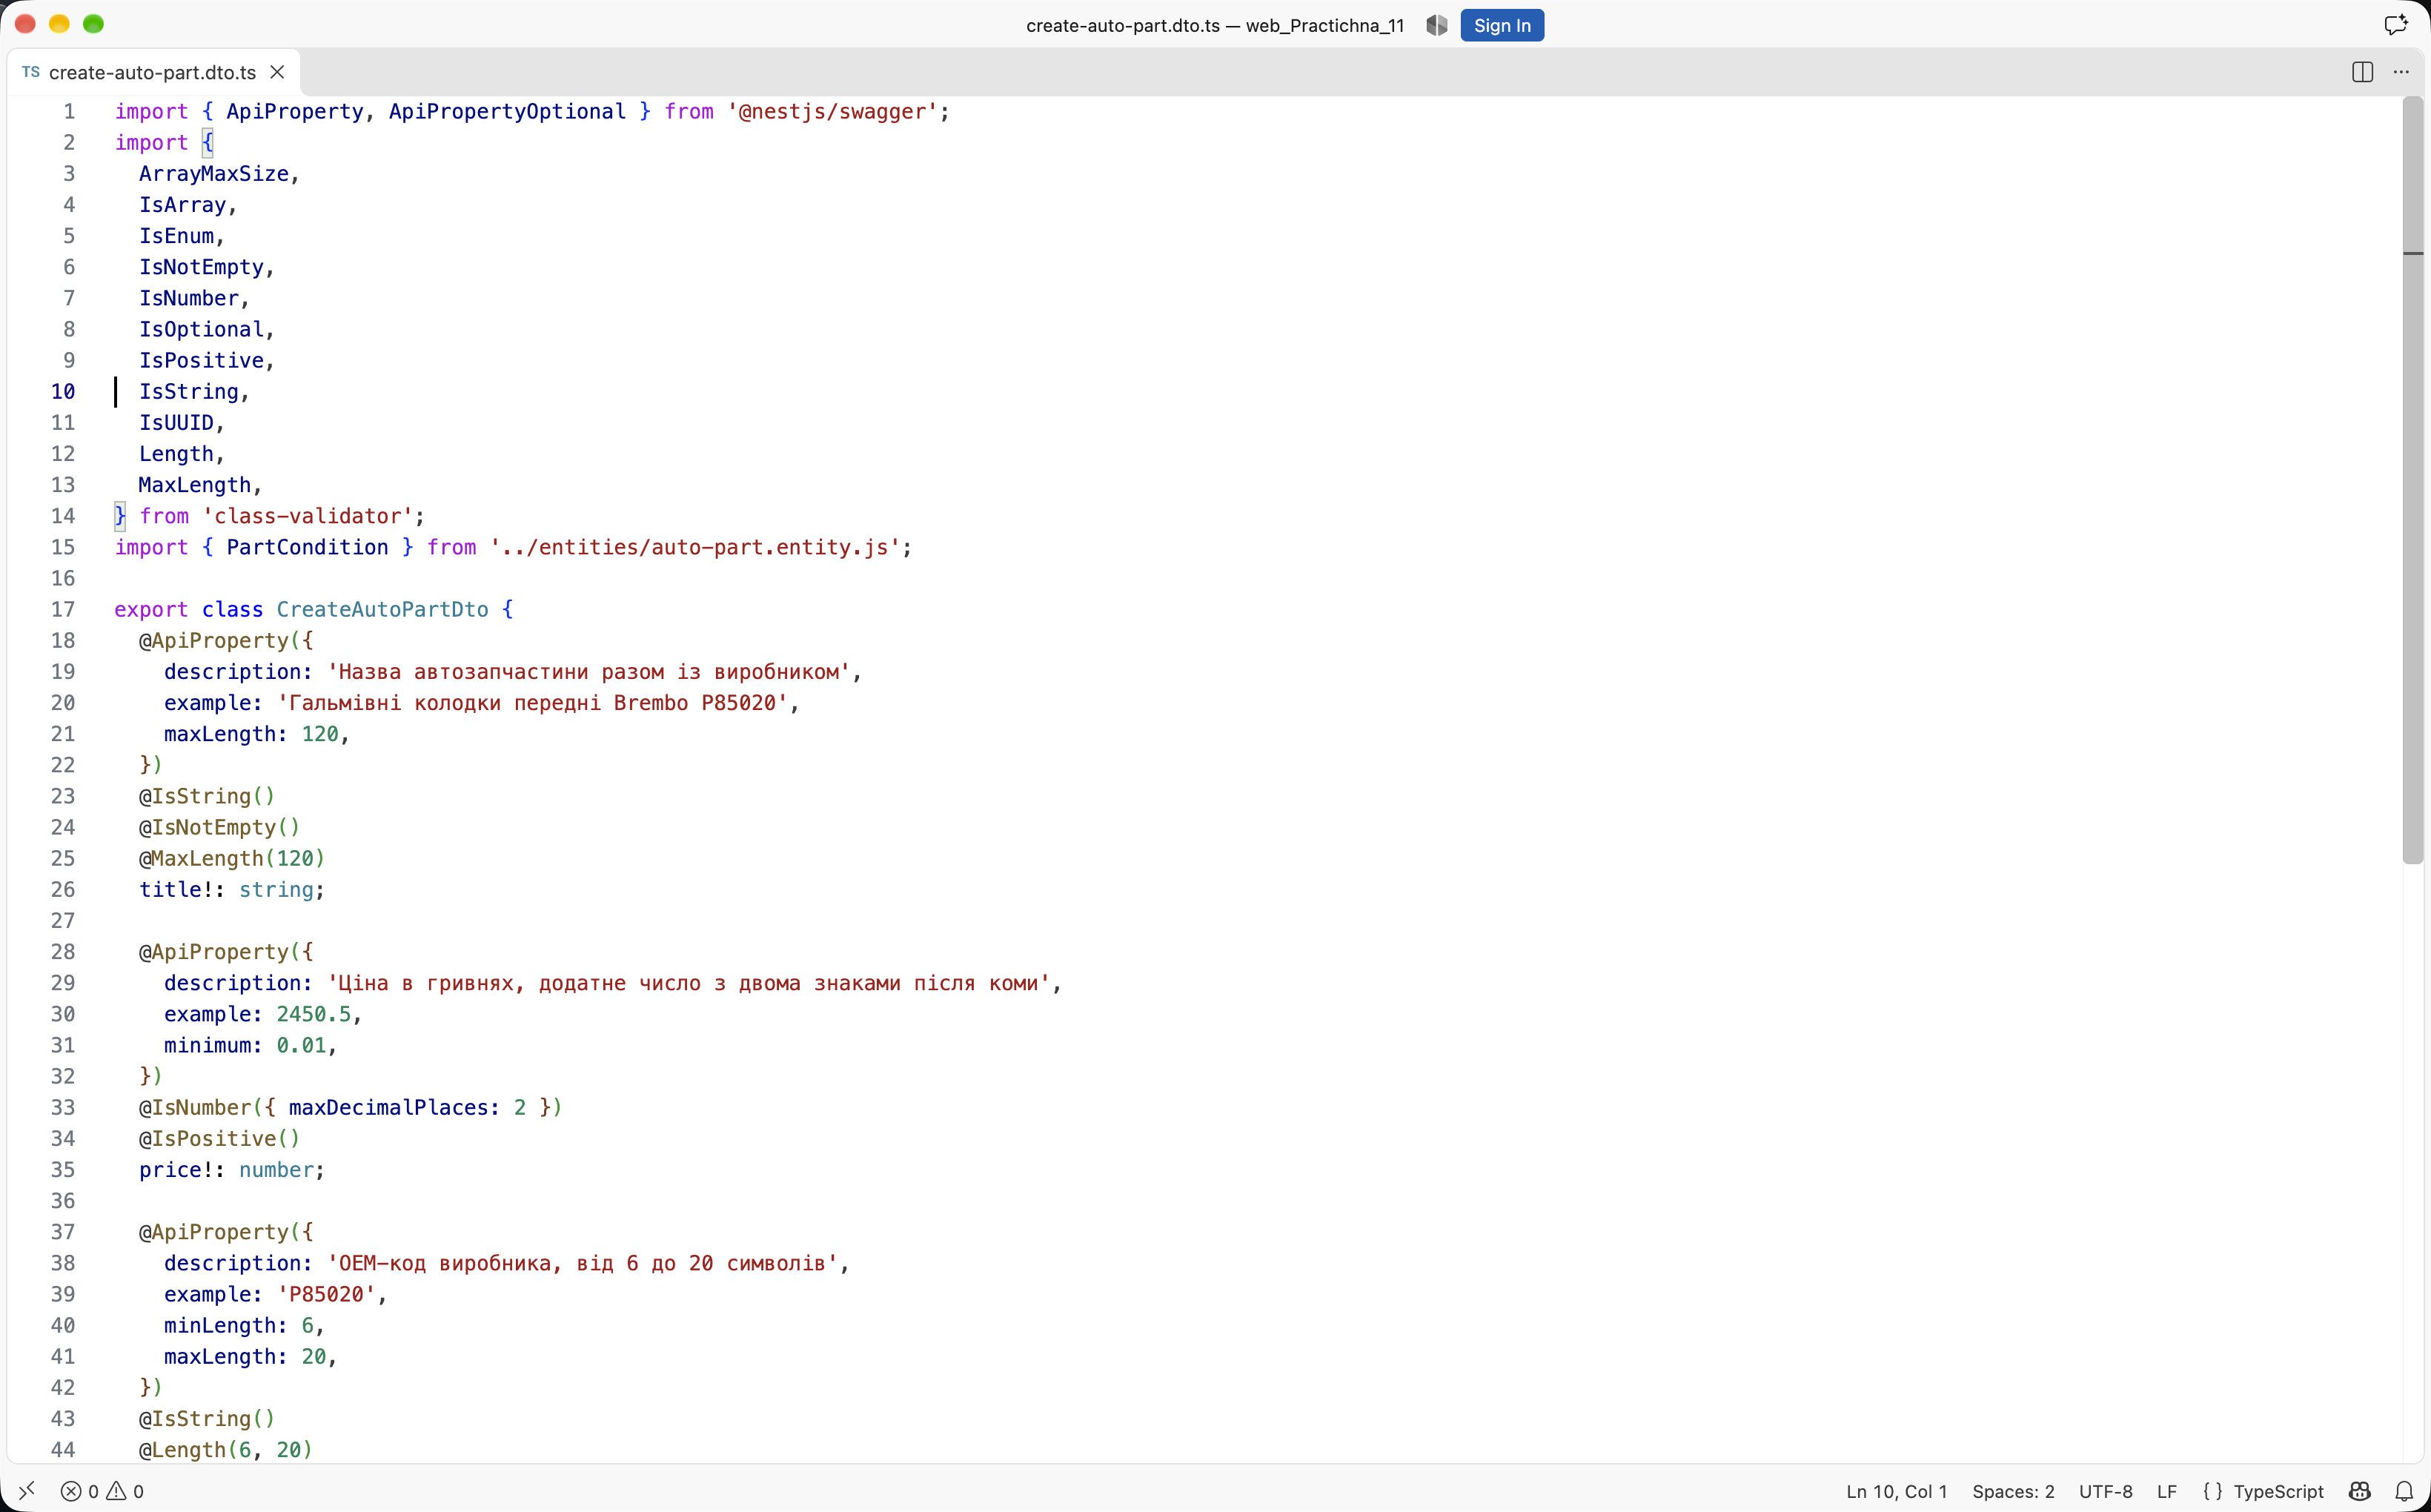 create-auto-part.dto.ts — web_Practichna_11
Sign In
TS create-auto-part.dto.ts
1 import { ApiProperty, ApiPropertyOptional } from '@nestjs/swagger';
2 import {
3   ArrayMaxSize,
4   IsArray,
5   IsEnum,
6   IsNotEmpty,
7   IsNumber,
8   IsOptional,
9   IsPositive,
10   IsString,
11   IsUUID,
12   Length,
13   MaxLength,
14 } from 'class-validator';
15 import { PartCondition } from '../entities/auto-part.entity.js';
16
17 export class CreateAutoPartDto {
18   @ApiProperty({
19     description: 'Назва автозапчастини разом із виробником',
20     example: 'Гальмівні колодки передні Brembo P85020',
21     maxLength: 120,
22   })
23   @IsString()
24   @IsNotEmpty()
25   @MaxLength(120)
26   title!: string;
27
28   @ApiProperty({
29     description: 'Ціна в гривнях, додатне число з двома знаками після коми',
30     example: 2450.5,
31     minimum: 0.01,
32   })
33   @IsNumber({ maxDecimalPlaces: 2 })
34   @IsPositive()
35   price!: number;
36
37   @ApiProperty({
38     description: 'OEM-код виробника, від 6 до 20 символів',
39     example: 'P85020',
40     minLength: 6,
41     maxLength: 20,
42   })
43   @IsString()
44   @Length(6, 20)
0 0 Ln 10, Col 1 Spaces: 2 UTF-8 LF { } TypeScript